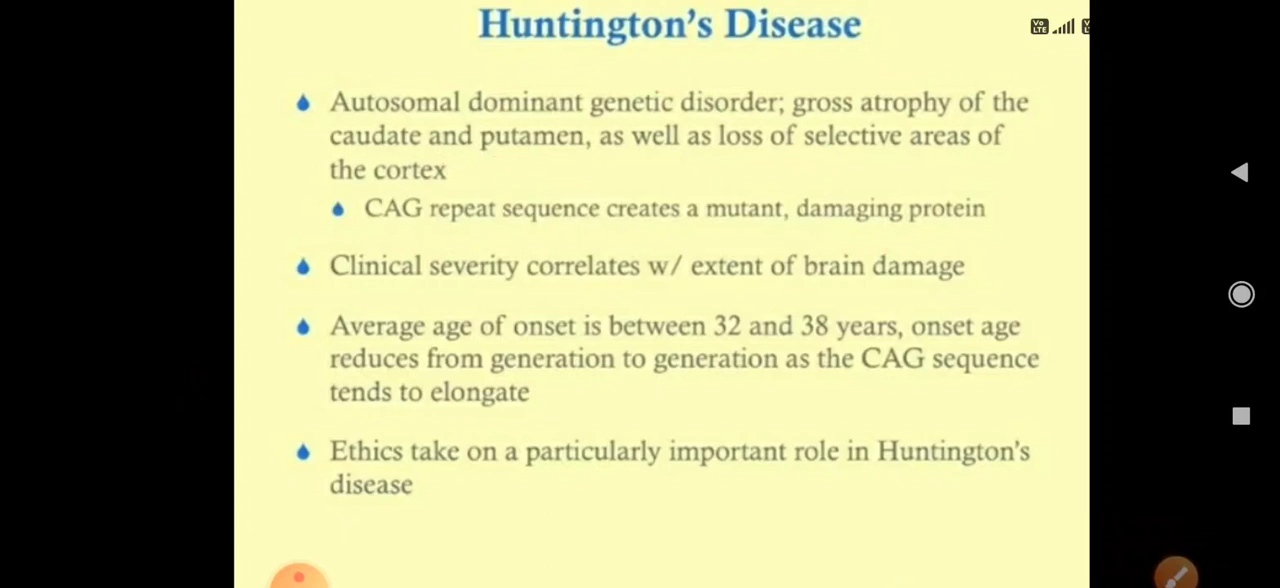 Huntington's Disease
Vo
LTE
Autosomal dominant genetic disorder; gross atrophy of the
caudate and putamen, as well as loss of selective areas of
the cortex
CAG repeat sequence creates a mutant, damaging protein
Clinical severity correlates w/ extent of brain damage
Average age of onset is between 32 and 38 years, onset age
reduces from generation to generation as the CAG sequence
tends to elongate
Ethics take on a particularly important role in Huntington's
disease